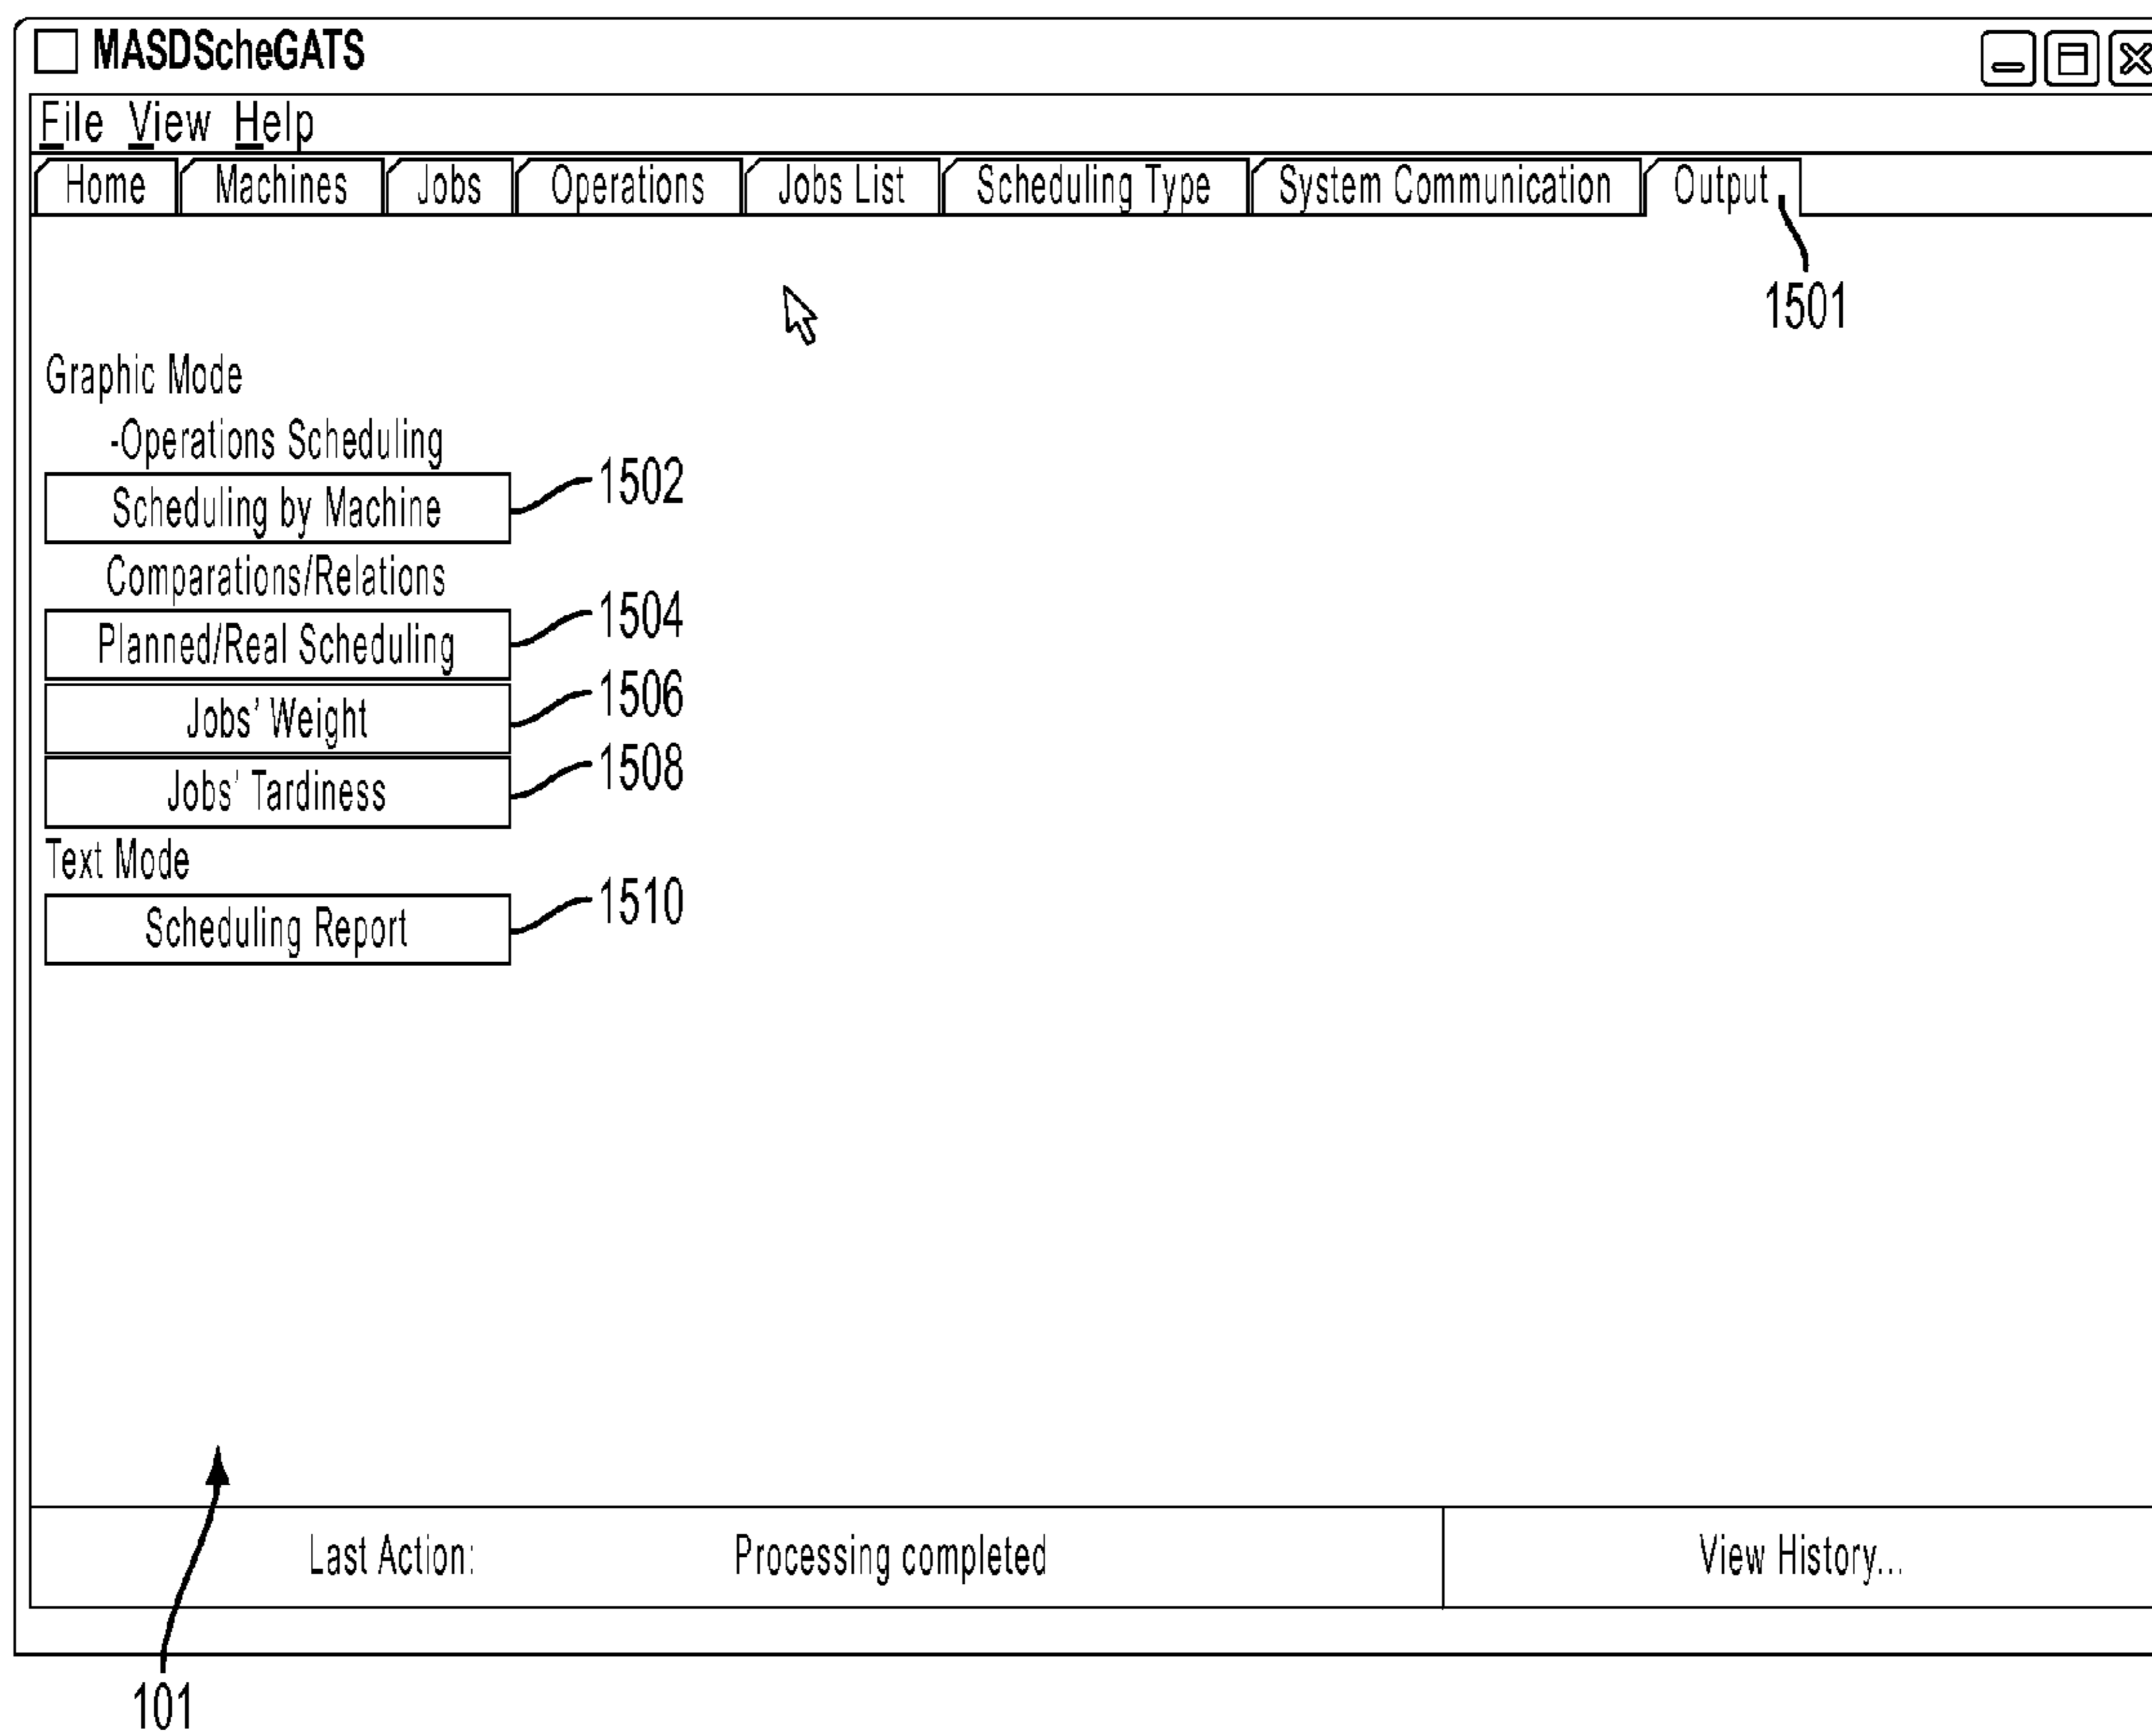 MASDScheGATS
File View Help
Home Machines Jobs Operations Jobs List Scheduling Type System Communication Output
1501
Graphic Mode
-Operations Scheduling
Scheduling by Machine 1502
Comparations/Relations
Planned/Real Scheduling 1504
Jobs' Weight 1506
Jobs' Tardiness 1508
Text Mode
Scheduling Report 1510
Last Action: Processing completed View History...
101